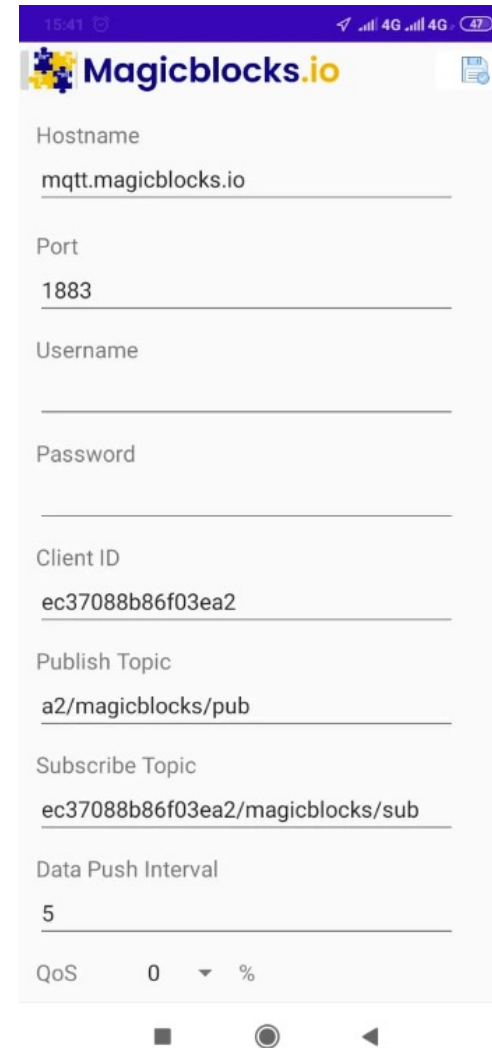 15:41 4G 4G 47
Magicblocks.io
Hostname
mqtt.magicblocks.io
Port
1883
Username
Password
Client ID
ec37088b86f03ea2
Publish Topic
a2/magicblocks/pub
Subscribe Topic
ec37088b86f03ea2/magicblocks/sub
Data Push Interval
5
QoS 0 %